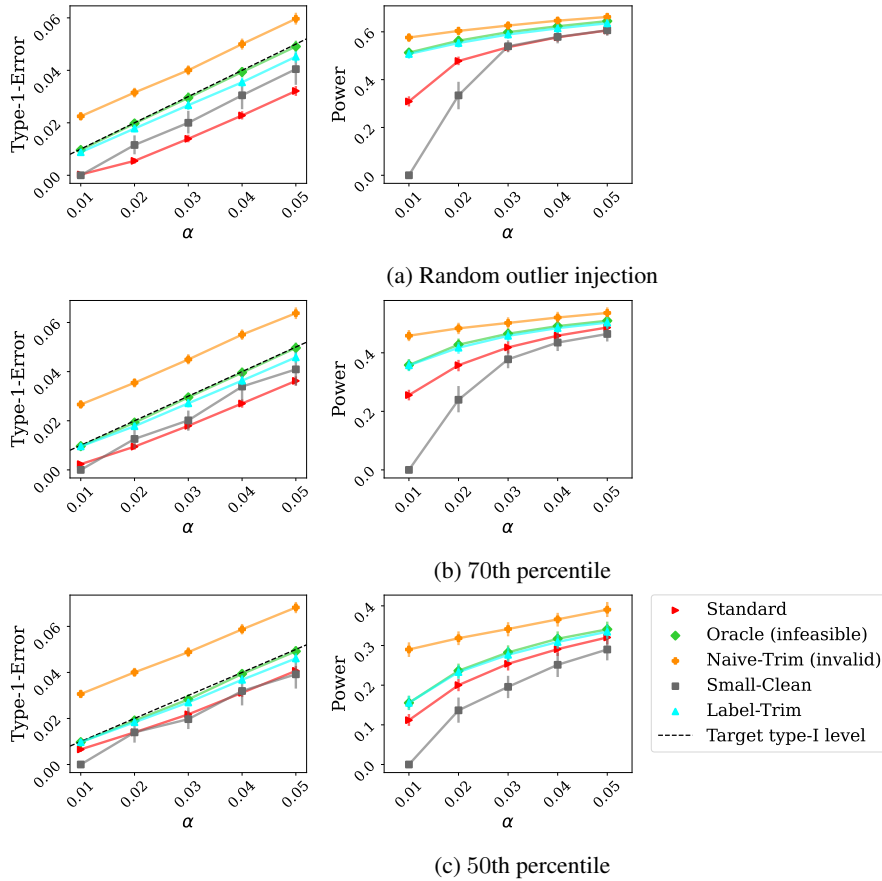 Type-1-Error
0.06
0.04
0.02
0.00
0.01
0.02
0.03
0.04
0.05
α
Power
0.6
0.4
0.2
0.0
0.01
0.02
0.03
0.04
0.05
α
(a) Random outlier injection
Type-1-Error
0.06
0.04
0.02
0.00
0.01
0.02
0.03
0.04
0.05
α
Power
0.4
0.2
0.0
0.01
0.02
0.03
0.04
0.05
α
(b) 70th percentile
Type-1-Error
0.06
0.04
0.02
0.00
0.01
0.02
0.03
0.04
0.05
α
Power
0.4
0.3
0.2
0.1
0.0
0.01
0.02
0.03
0.04
0.05
α
Standard
Oracle (infeasible)
Naive-Trim (invalid)
Small-Clean
Label-Trim
Target type-I level
(c) 50th percentile